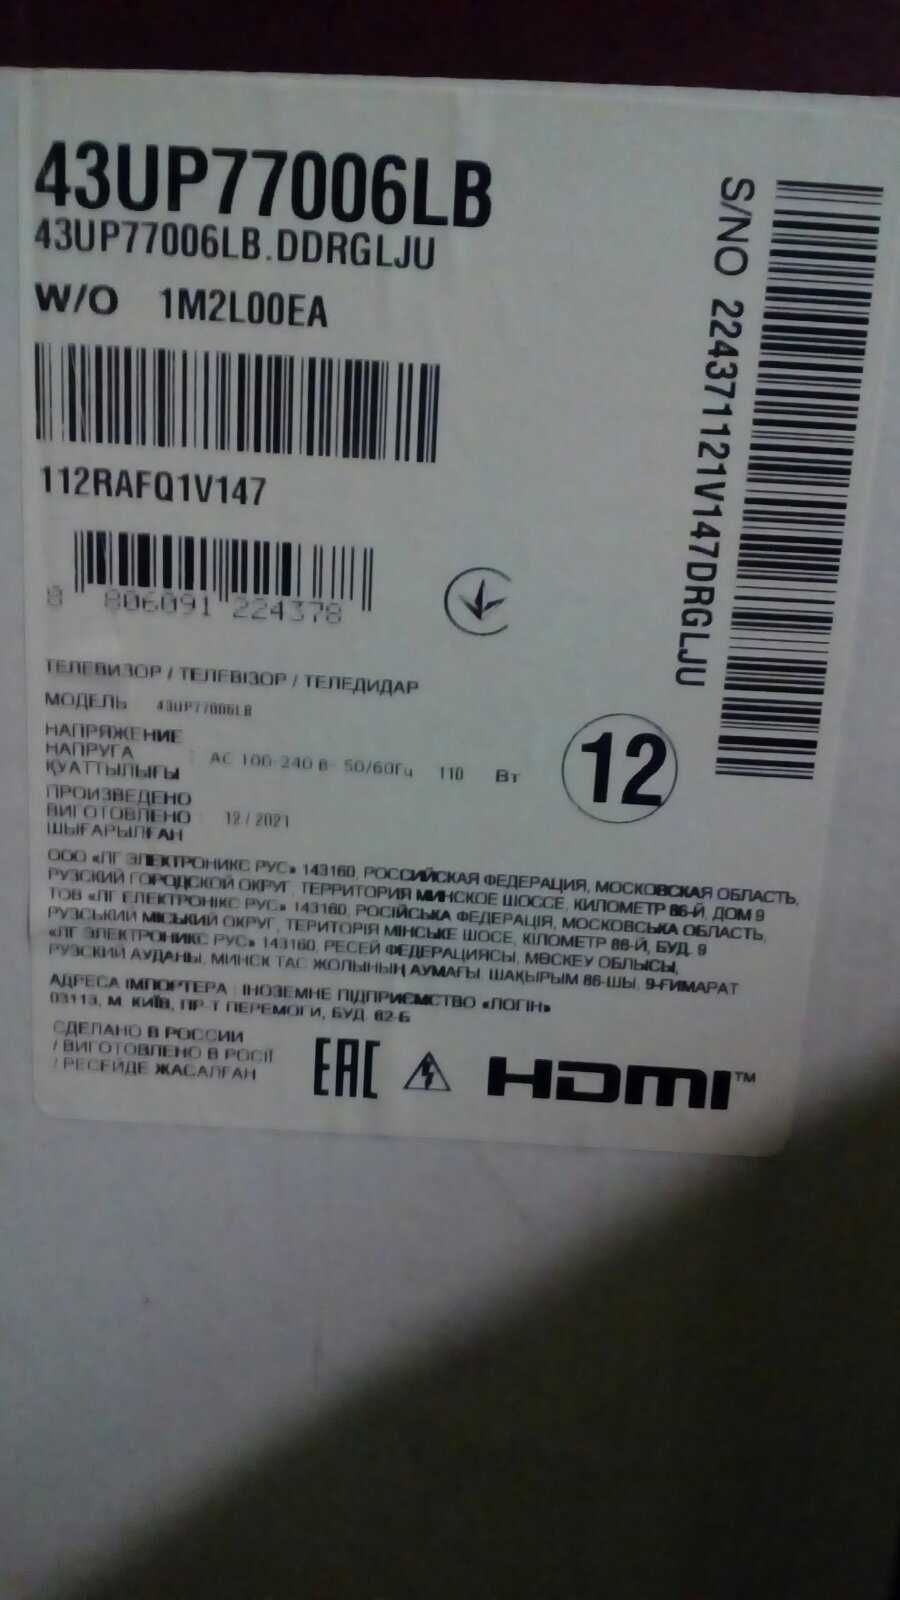 43UP77006LB
43UP77006LB.DDRGLJU
W/O 1M2L00EA
112RAFQ1V147
8 806091 224378
S/NO 224371121V147DRGLJU
ТЕЛЕВИЗОР / ТЕЛЕВІЗОР / ТЕЛЕДИДАР
МОДЕЛЬ 43UP77006LB
НАПРЯЖЕНИЕ
НАПРУГА : AC 100-240 В~ 50/60Гц 110 Вт
ҚУАТТЫЛЫҒЫ
12
ПРОИЗВЕДЕНО
ВИГОТОВЛЕНО : 12 / 2021
ШЫҒАРЫЛҒАН
ООО «ЛГ ЭЛЕКТРОНИКС РУС» 143160, РОССИЙСКАЯ ФЕДЕРАЦИЯ, МОСКОВСКАЯ ОБЛАСТЬ,
РУЗСКИЙ ГОРОДСКОЙ ОКРУГ, ТЕРРИТОРИЯ МИНСКОЕ ШОССЕ, КИЛОМЕТР 86-Й, ДОМ 9
ТОВ «ЛГ ЕЛЕКТРОНІКС РУС» 143160, РОСІЙСЬКА ФЕДЕРАЦІЯ, МОСКОВСЬКА ОБЛАСТЬ,
РУЗСЬКИЙ МІСЬКИЙ ОКРУГ, ТЕРИТОРІЯ МІНСЬКЕ ШОСЕ, КІЛОМЕТР 86-Й, БУД. 9
«ЛГ ЭЛЕКТРОНИКС РУС» 143160, РЕСЕЙ ФЕДЕРАЦИЯСЫ, МӘСКЕУ ОБЛЫСЫ,
РУЗСКИЙ АУДАНЫ, МИНСК ТАС ЖОЛЫНЫҢ АУМАҒЫ, ШАҚЫРЫМ 86-ШЫ, 9-ҒИМАРАТ
АДРЕСА ІМПОРТЕРА : ІНОЗЕМНЕ ПІДПРИЄМСТВО «ЛОГІН»
03113, М. КИЇВ, ПР-Т ПЕРЕМОГИ, БУД. 62-Б
СДЕЛАНО В РОССИИ
/ ВИГОТОВЛЕНО В РОСІЇ
/ РЕСЕЙДЕ ЖАСАЛҒАН
EAC HDMI™